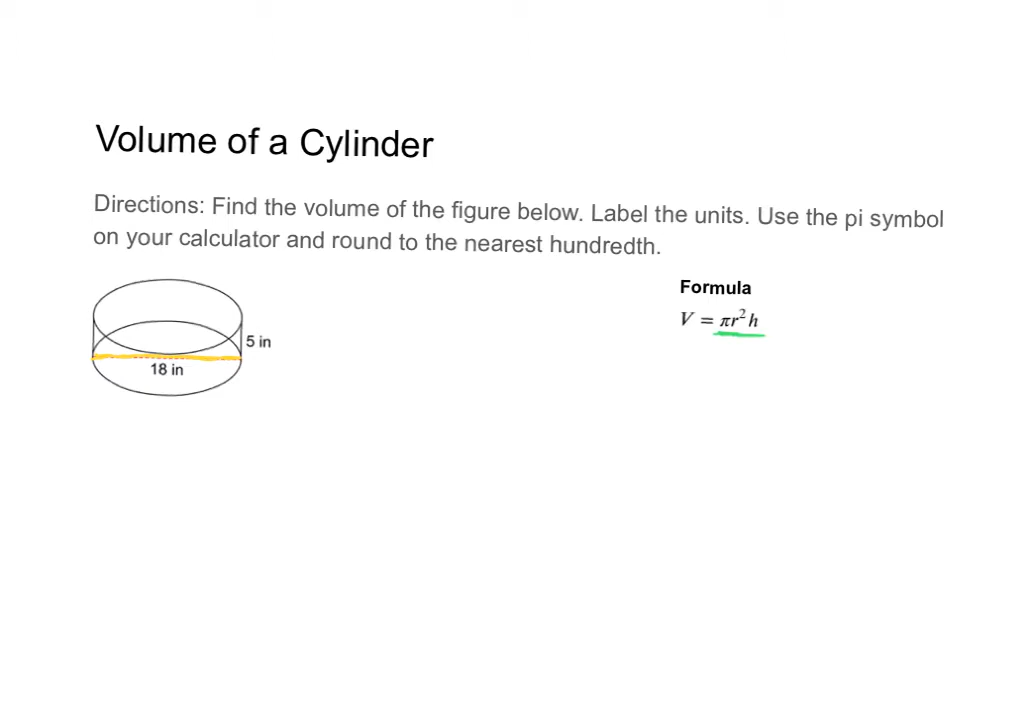 Volume of a Cylinder
Directions: Find the volume of the figure below. Label the units. Use the pi symbol
on your calculator and round to the nearest hundredth.
Formula
V = πr²h
5 in
18 in